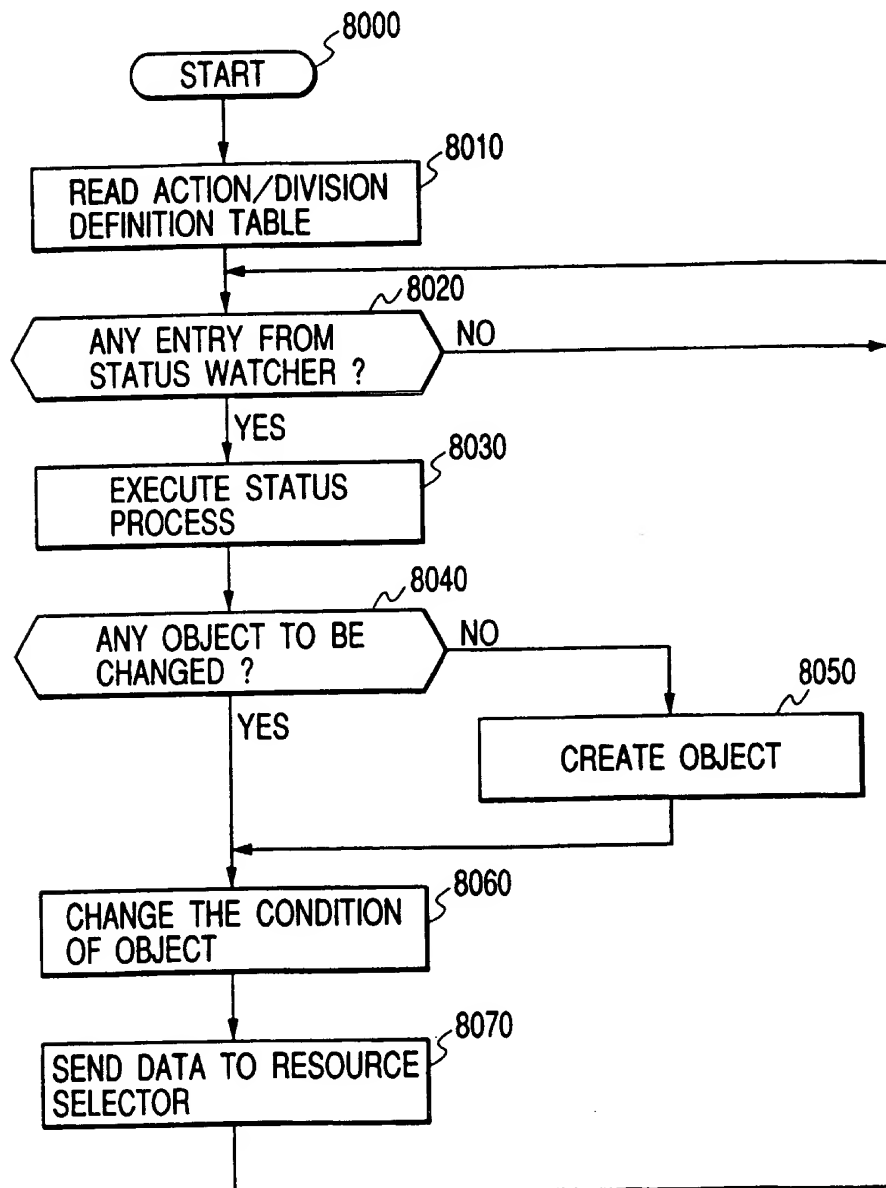 8000
START
8010
READ ACTION/DIVISION
DEFINITION TABLE
8020
ANY ENTRY FROM
STATUS WATCHER ?
NO
YES
8030
EXECUTE STATUS
PROCESS
8040
ANY OBJECT TO BE
CHANGED ?
NO
YES
8050
CREATE OBJECT
8060
CHANGE THE CONDITION
OF OBJECT
8070
SEND DATA TO RESOURCE
SELECTOR